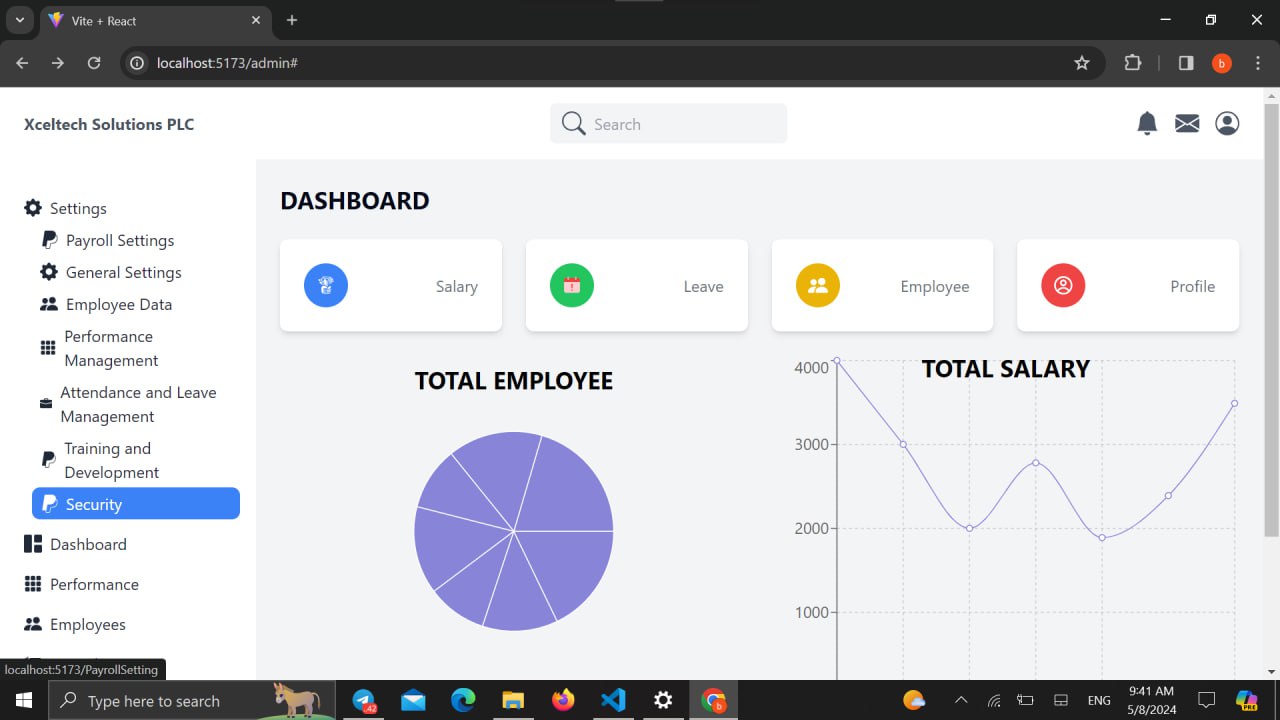 Vite + React
localhost:5173/admin#
b
Xceltech Solutions PLC
Search
Settings
Payroll Settings
General Settings
Employee Data
Performance
Management
Attendance and Leave
Management
Training and
Development
Security
Dashboard
Performance
Employees
DASHBOARD
Salary
Leave
Employee
Profile
TOTAL EMPLOYEE
TOTAL SALARY
4000
3000
2000
1000
localhost:5173/PayrollSetting
Type here to search
42
b
ENG
9:41 AM
5/8/2024
PRE